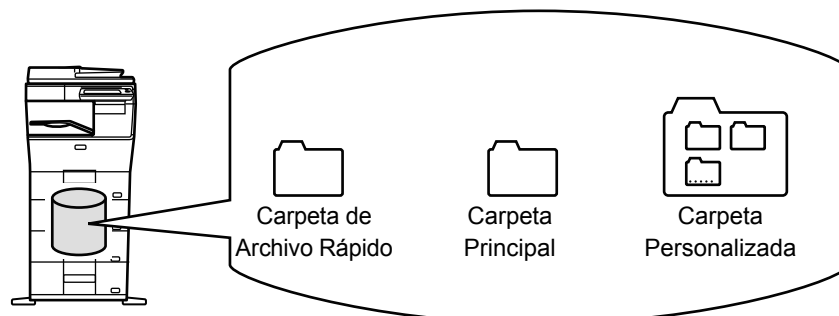 Carpeta de
Archivo Rápido
Carpeta
Principal
Carpeta
Personalizada